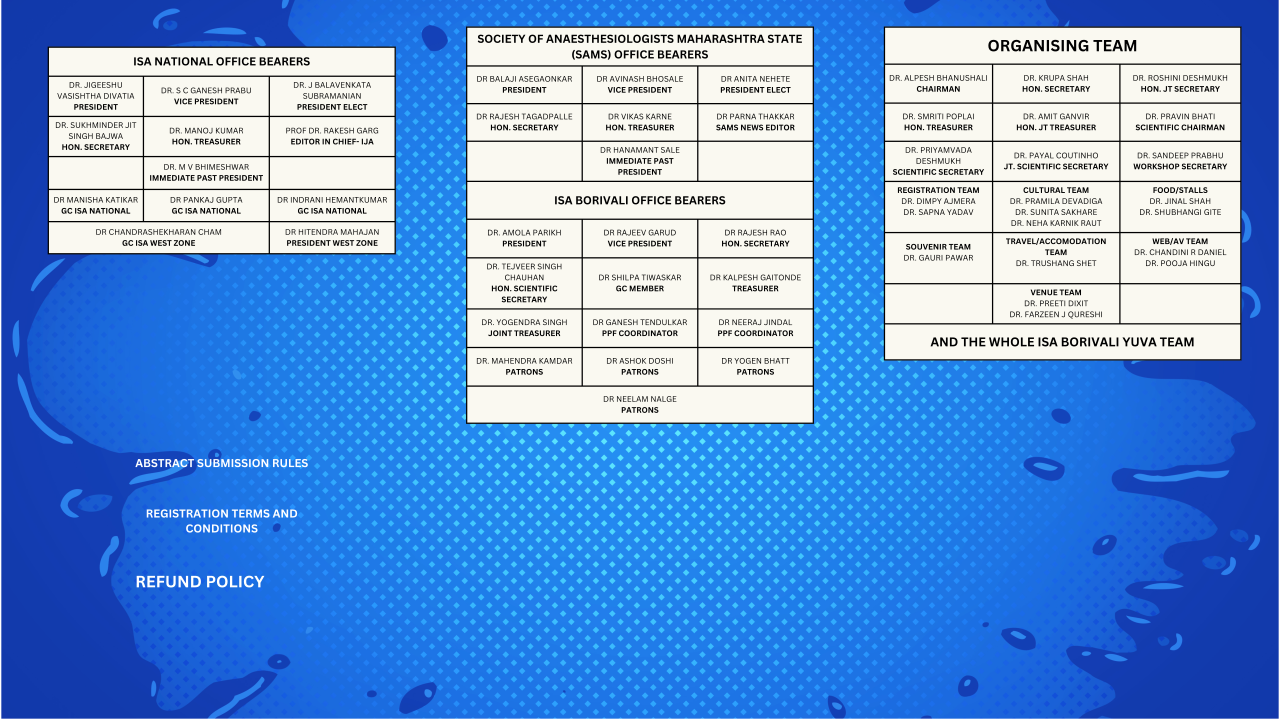 ISA NATIONAL OFFICE BEARERS
DR. JIGEESHU
VASISHTHA DIVATIA
PRESIDENT
DR. S C GANESH PRABU
VICE PRESIDENT
DR. J BALAVENKATA
SUBRAMANIAN
PRESIDENT ELECT
DR. SUKHMINDER JIT
SINGH BAJWA
HON. SECRETARY
DR. MANOJ KUMAR
HON. TREASURER
PROF DR. RAKESH GARG
EDITOR IN CHIEF- IJA
DR. M V BHIMESHWAR
IMMEDIATE PAST PRESIDENT
DR MANISHA KATIKAR
GC ISA NATIONAL
DR PANKAJ GUPTA
GC ISA NATIONAL
DR INDRANI HEMANTKUMAR
GC ISA NATIONAL
DR CHANDRASHEKHARAN CHAM
GC ISA WEST ZONE
DR HITENDRA MAHAJAN
PRESIDENT WEST ZONE
SOCIETY OF ANAESTHESIOLOGISTS MAHARASHTRA STATE
(SAMS) OFFICE BEARERS
DR BALAJI ASEGAONKAR
PRESIDENT
DR AVINASH BHOSALE
VICE PRESIDENT
DR ANITA NEHETE
PRESIDENT ELECT
DR RAJESH TAGADPALLE
HON. SECRETARY
DR VIKAS KARNE
HON. TREASURER
DR PARNA THAKKAR
SAMS NEWS EDITOR
DR HANAMANT SALE
IMMEDIATE PAST
PRESIDENT
ISA BORIVALI OFFICE BEARERS
DR. AMOLA PARIKH
PRESIDENT
DR RAJEEV GARUD
VICE PRESIDENT
DR RAJESH RAO
HON. SECRETARY
DR. TEJVEER SINGH
CHAUHAN
HON. SCIENTIFIC
SECRETARY
DR SHILPA TIWASKAR
GC MEMBER
DR KALPESH GAITONDE
TREASURER
DR. YOGENDRA SINGH
JOINT TREASURER
DR GANESH TENDULKAR
PPF COORDINATOR
DR NEERAJ JINDAL
PPF COORDINATOR
DR. MAHENDRA KAMDAR
PATRONS
DR ASHOK DOSHI
PATRONS
DR YOGEN BHATT
PATRONS
DR NEELAM NALGE
PATRONS
ORGANISING TEAM
DR. ALPESH BHANUSHALI
CHAIRMAN
DR. KRUPA SHAH
HON. SECRETARY
DR. ROSHINI DESHMUKH
HON. JT SECRETARY
DR. SMRITI POPLAI
HON. TREASURER
DR. AMIT GANVIR
HON. JT TREASURER
DR. PRAVIN BHATI
SCIENTIFIC CHAIRMAN
DR. PRIYAMVADA
DESHMUKH
SCIENTIFIC SECRETARY
DR. PAYAL COUTINHO
JT. SCIENTIFIC SECRETARY
DR. SANDEEP PRABHU
WORKSHOP SECRETARY
REGISTRATION TEAM
DR. DIMPY AJMERA
DR. SAPNA YADAV
CULTURAL TEAM
DR. PRAMILA DEVADIGA
DR. SUNITA SAKHARE
DR. NEHA KARNIK RAUT
FOOD/STALLS
DR. JINAL SHAH
DR. SHUBHANGI GITE
SOUVENIR TEAM
DR. GAURI PAWAR
TRAVEL/ACCOMODATION
TEAM
DR. TRUSHANG SHET
WEB/AV TEAM
DR. CHANDINI R DANIEL
DR. POOJA HINGU
VENUE TEAM
DR. PREETI DIXIT
DR. FARZEEN J QURESHI
AND THE WHOLE ISA BORIVALI YUVA TEAM
ABSTRACT SUBMISSION RULES
REGISTRATION TERMS AND
CONDITIONS
REFUND POLICY